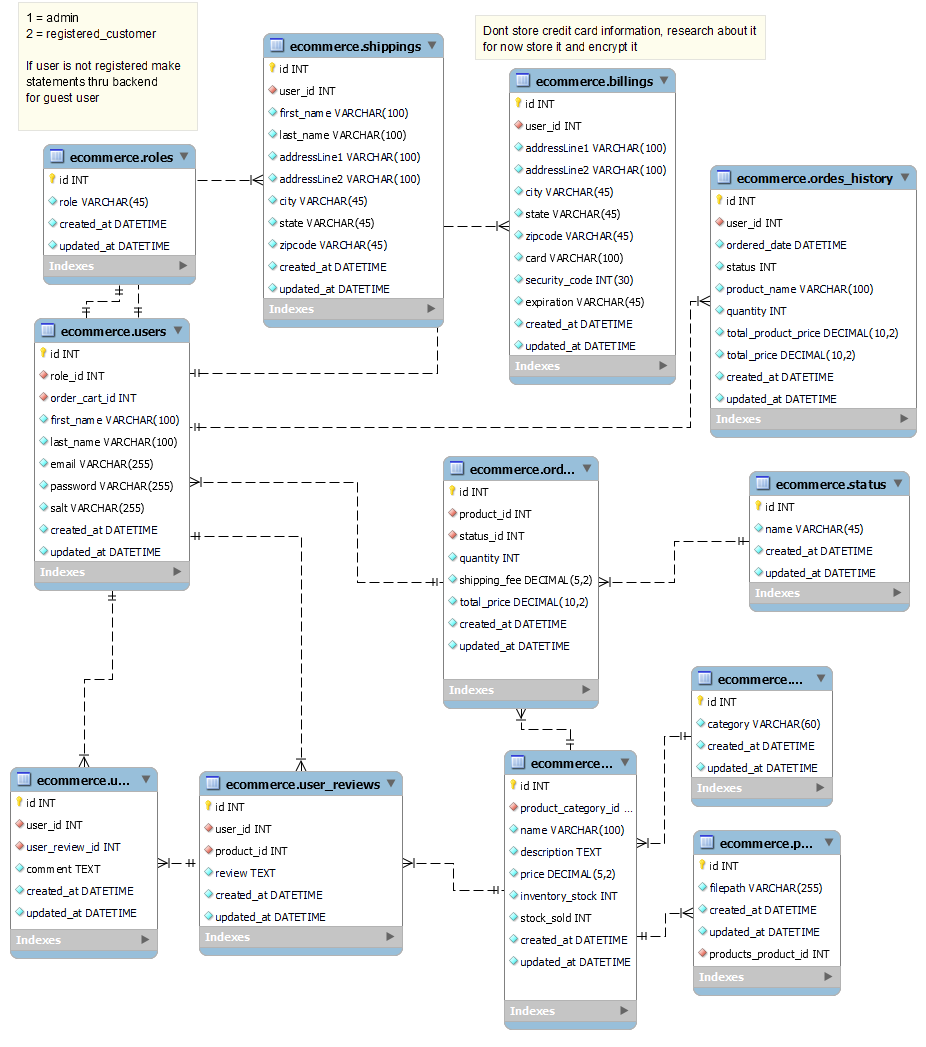 1 = admin
2 = registered_customer
If user is not registered make
statements thru backend
for guest user
Dont store credit card information, research about it
for now store it and encrypt it
ecommerce.shippings
id INT
user_id INT
first_name VARCHAR(100)
last_name VARCHAR(100)
addressLine1 VARCHAR(100)
addressLine2 VARCHAR(100)
city VARCHAR(45)
state VARCHAR(45)
zipcode VARCHAR(45)
created_at DATETIME
updated_at DATETIME
Indexes
ecommerce.billings
id INT
user_id INT
addressLine1 VARCHAR(100)
addressLine2 VARCHAR(100)
city VARCHAR(45)
state VARCHAR(45)
zipcode VARCHAR(45)
card VARCHAR(100)
security_code INT(30)
expiration VARCHAR(45)
created_at DATETIME
updated_at DATETIME
Indexes
ecommerce.roles
id INT
role VARCHAR(45)
created_at DATETIME
updated_at DATETIME
Indexes
ecommerce.ordes_history
id INT
user_id INT
ordered_date DATETIME
status INT
product_name VARCHAR(100)
quantity INT
total_product_price DECIMAL(10,2)
total_price DECIMAL(10,2)
created_at DATETIME
updated_at DATETIME
Indexes
ecommerce.users
id INT
role_id INT
order_cart_id INT
first_name VARCHAR(100)
last_name VARCHAR(100)
email VARCHAR(255)
password VARCHAR(255)
salt VARCHAR(255)
created_at DATETIME
updated_at DATETIME
Indexes
ecommerce.ord...
id INT
product_id INT
status_id INT
quantity INT
shipping_fee DECIMAL(5,2)
total_price DECIMAL(10,2)
created_at DATETIME
updated_at DATETIME
Indexes
ecommerce.status
id INT
name VARCHAR(45)
created_at DATETIME
updated_at DATETIME
Indexes
ecommerce....
id INT
category VARCHAR(60)
created_at DATETIME
updated_at DATETIME
Indexes
ecommerce.u...
id INT
user_id INT
user_review_id INT
comment TEXT
created_at DATETIME
updated_at DATETIME
Indexes
ecommerce.user_reviews
id INT
user_id INT
product_id INT
review TEXT
created_at DATETIME
updated_at DATETIME
Indexes
ecommerce...
id INT
product_category_id ...
name VARCHAR(100)
description TEXT
price DECIMAL(5,2)
inventory_stock INT
stock_sold INT
created_at DATETIME
updated_at DATETIME
Indexes
ecommerce.p...
id INT
filepath VARCHAR(255)
created_at DATETIME
updated_at DATETIME
products_product_id INT
Indexes